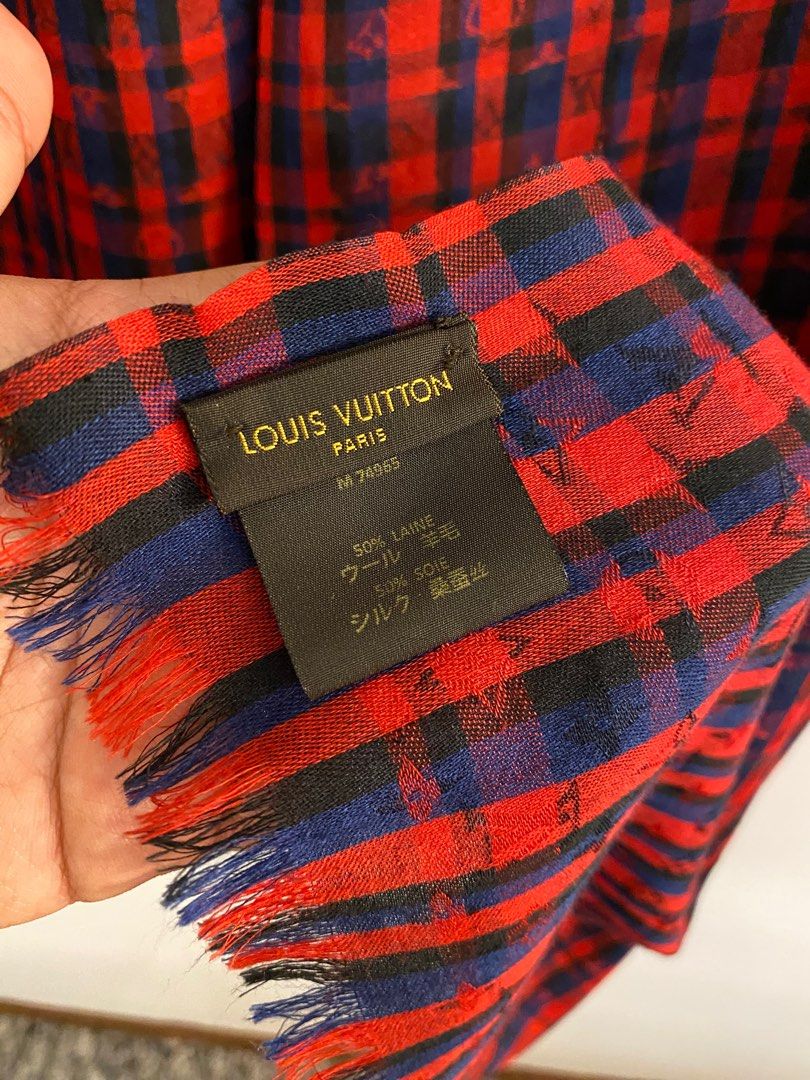 LOUIS VUITTON
PARIS
M 74965
50% LAINE
ウール 羊毛
50% SOIE
シルク 桑蚕丝